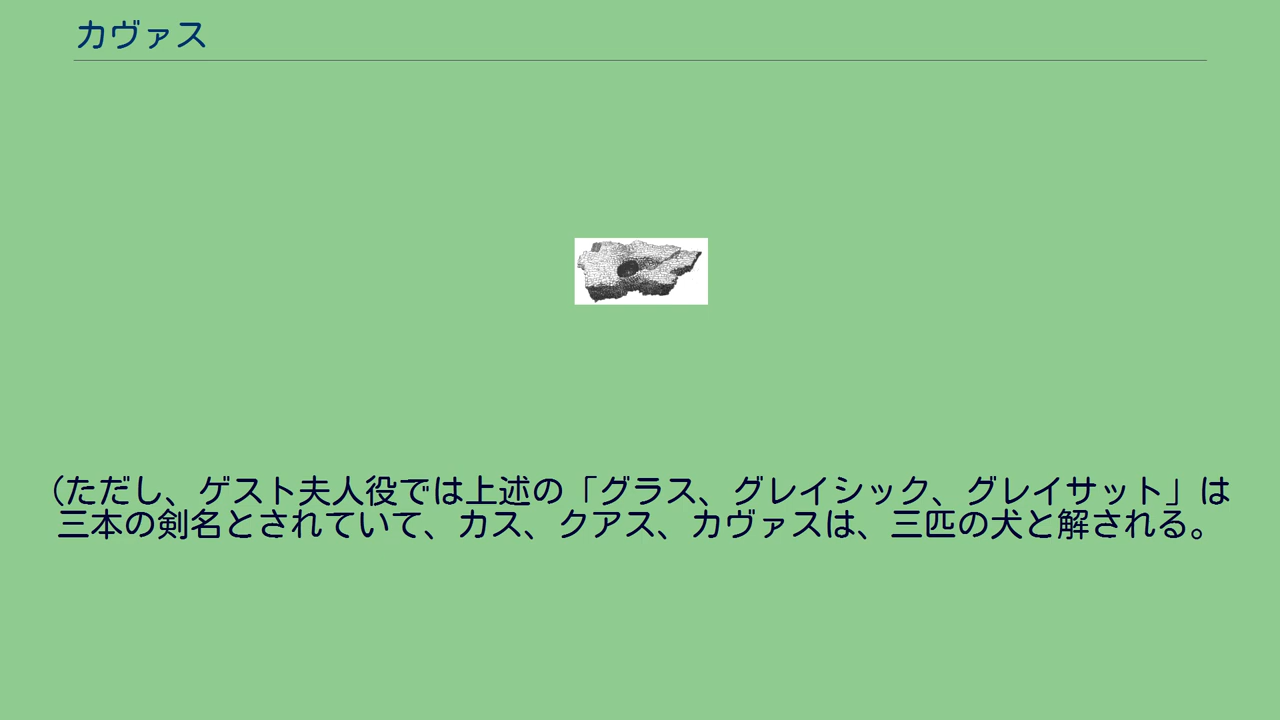 カヴァス
(ただし、ゲスト夫人役では上述の「グラス、グレイシック、グレイサット」は
三本の剣名とされていて、カス、クアス、カヴァスは、三匹の犬と解される。